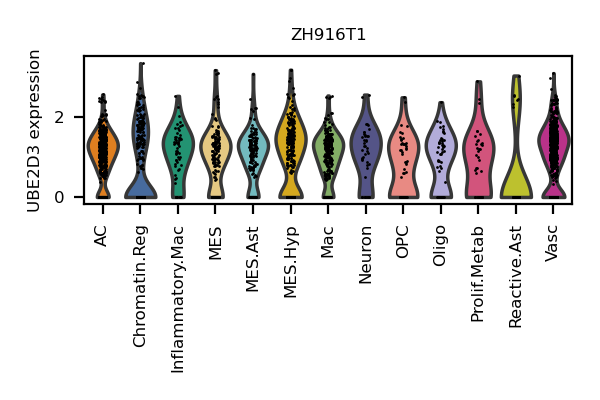 ZH916T1
UBE2D3 expression
2
0
AC
Chromatin.Reg
Inflammatory.Mac
MES
MES.Ast
MES.Hyp
Mac
Neuron
OPC
Oligo
Prolif.Metab
Reactive.Ast
Vasc